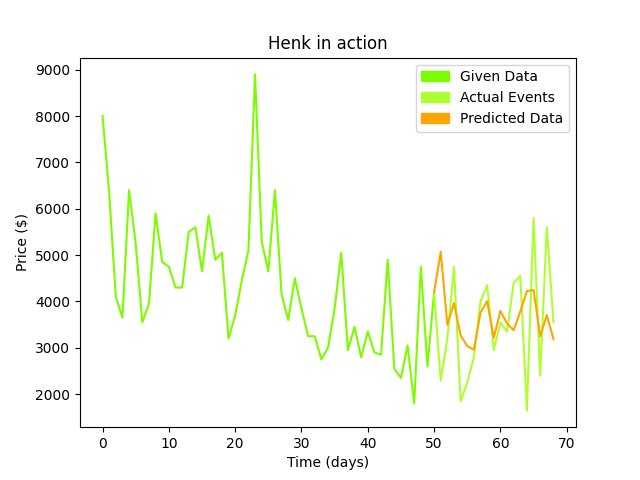 Henk in action
Given Data
Actual Events
Predicted Data
Price ($)
9000
8000
7000
6000
5000
4000
3000
2000
0 10 20 30 40 50 60 70
Time (days)